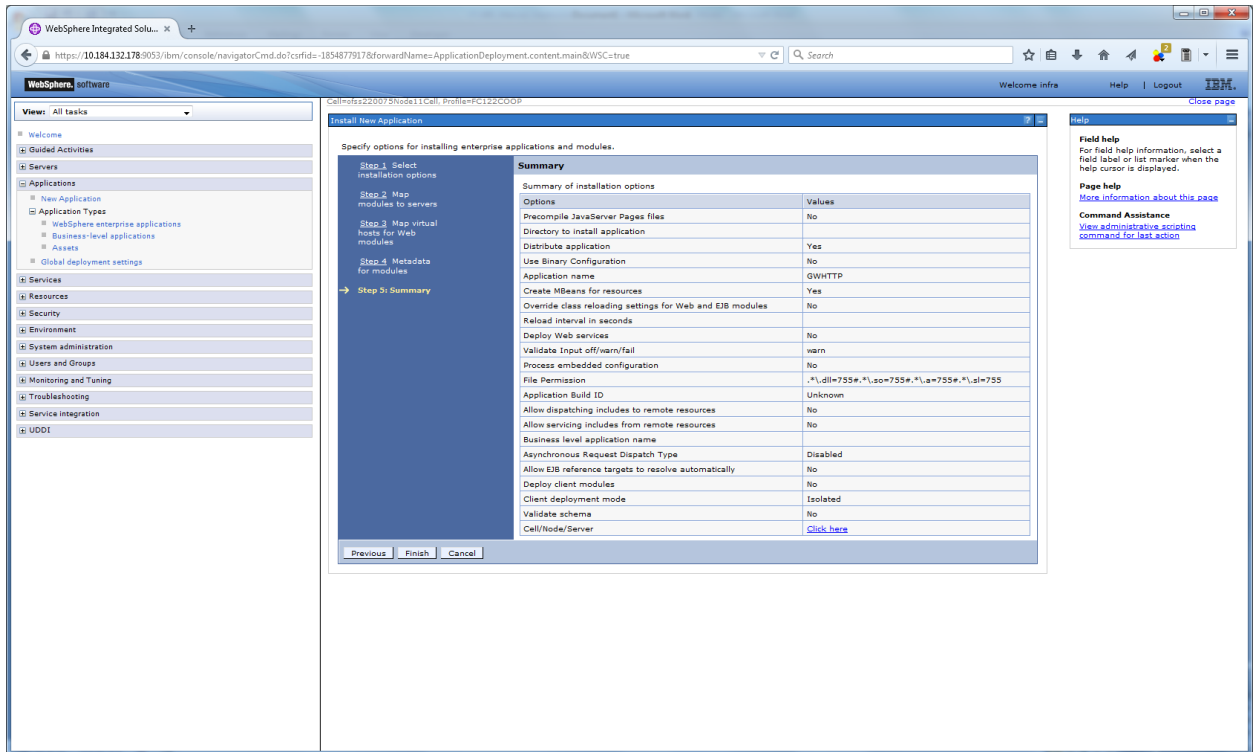 WebSphere Integrated Solu... × +
https://10.184.132.178:9053/ibm/console/navigatorCmd.do?csrfid=-1854877917&forwardName=ApplicationDeployment.content.main&WSC=true
Search
2
WebSphere. software
Welcome infra
Help | Logout
IBM.
View: All tasks
Cell=ofss220075Node11Cell, Profile=FC122COOP
Close page
Welcome
Guided Activities
Servers
Applications
New Application
Application Types
WebSphere enterprise applications
Business-level applications
Assets
Global deployment settings
Services
Resources
Security
Environment
System administration
Users and Groups
Monitoring and Tuning
Troubleshooting
Service integration
UDDI
Install New Application
Specify options for installing enterprise applications and modules.
Step 1 Select
installation options
Step 2 Map
modules to servers
Step 3 Map virtual
hosts for Web
modules
Step 4 Metadata
for modules
Step 5: Summary
Summary
Summary of installation options
Options Values
Precompile JavaServer Pages files No
Directory to install application
Distribute application Yes
Use Binary Configuration No
Application name GWHTTP
Create MBeans for resources Yes
Override class reloading settings for Web and EJB modules No
Reload interval in seconds
Deploy Web services No
Validate Input off/warn/fail warn
Process embedded configuration No
File Permission .*\.dll=755#.*\.so=755#.*\.a=755#.*\.sl=755
Application Build ID Unknown
Allow dispatching includes to remote resources No
Allow servicing includes from remote resources No
Business level application name
Asynchronous Request Dispatch Type Disabled
Allow EJB reference targets to resolve automatically No
Deploy client modules No
Client deployment mode Isolated
Validate schema No
Cell/Node/Server Click here
Previous Finish Cancel
Help
Field help
For field help information, select a
field label or list marker when the
help cursor is displayed.
Page help
More information about this page
Command Assistance
View administrative scripting
command for last action